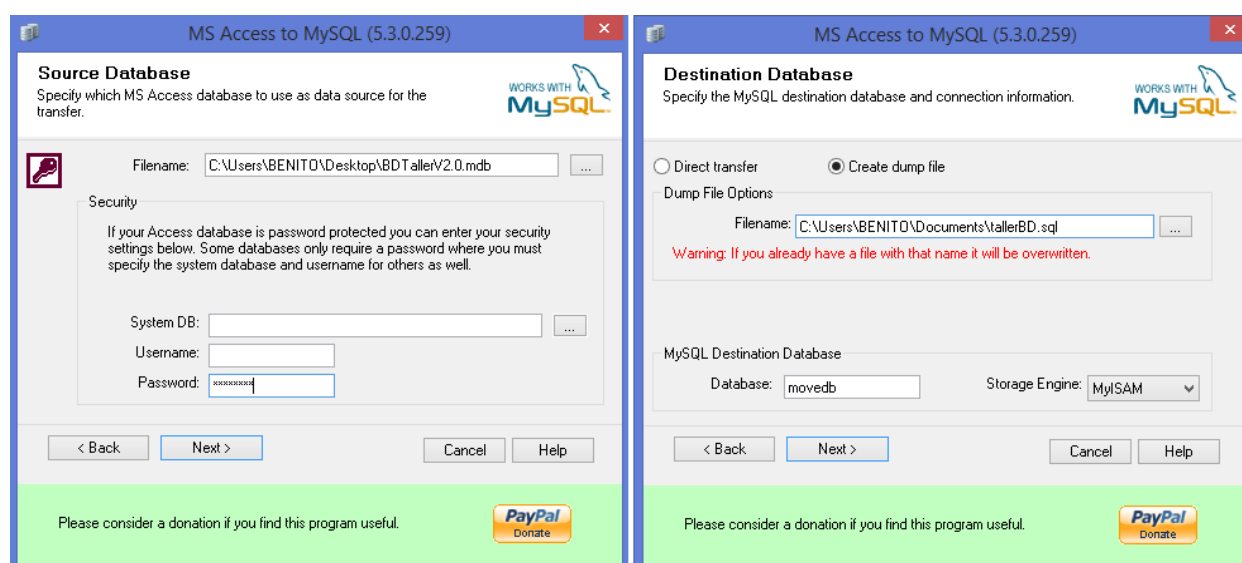 MS Access to MySQL (5.3.0.259)
×
Source Database
Specify which MS Access database to use as data source for the
transfer.
WORKS WITH
MySQL
Filename: C:\Users\BENITO\Desktop\BDTallerV2.0.mdb ...
Security
If your Access database is password protected you can enter your security
settings below. Some databases only require a password where you must
specify the system database and username for others as well.
System DB: ...
Username:
Password: ××××××××
< Back Next > Cancel Help
Please consider a donation if you find this program useful.
PayPal
Donate
MS Access to MySQL (5.3.0.259)
×
Destination Database
Specify the MySQL destination database and connection information.
WORKS WITH
MySQL
Direct transfer Create dump file
Dump File Options
Filename: C:\Users\BENITO\Documents\tallerBD.sql ...
Warning: If you already have a file with that name it will be overwritten.
MySQL Destination Database
Database: movedb Storage Engine: MyISAM
< Back Next > Cancel Help
Please consider a donation if you find this program useful.
PayPal
Donate